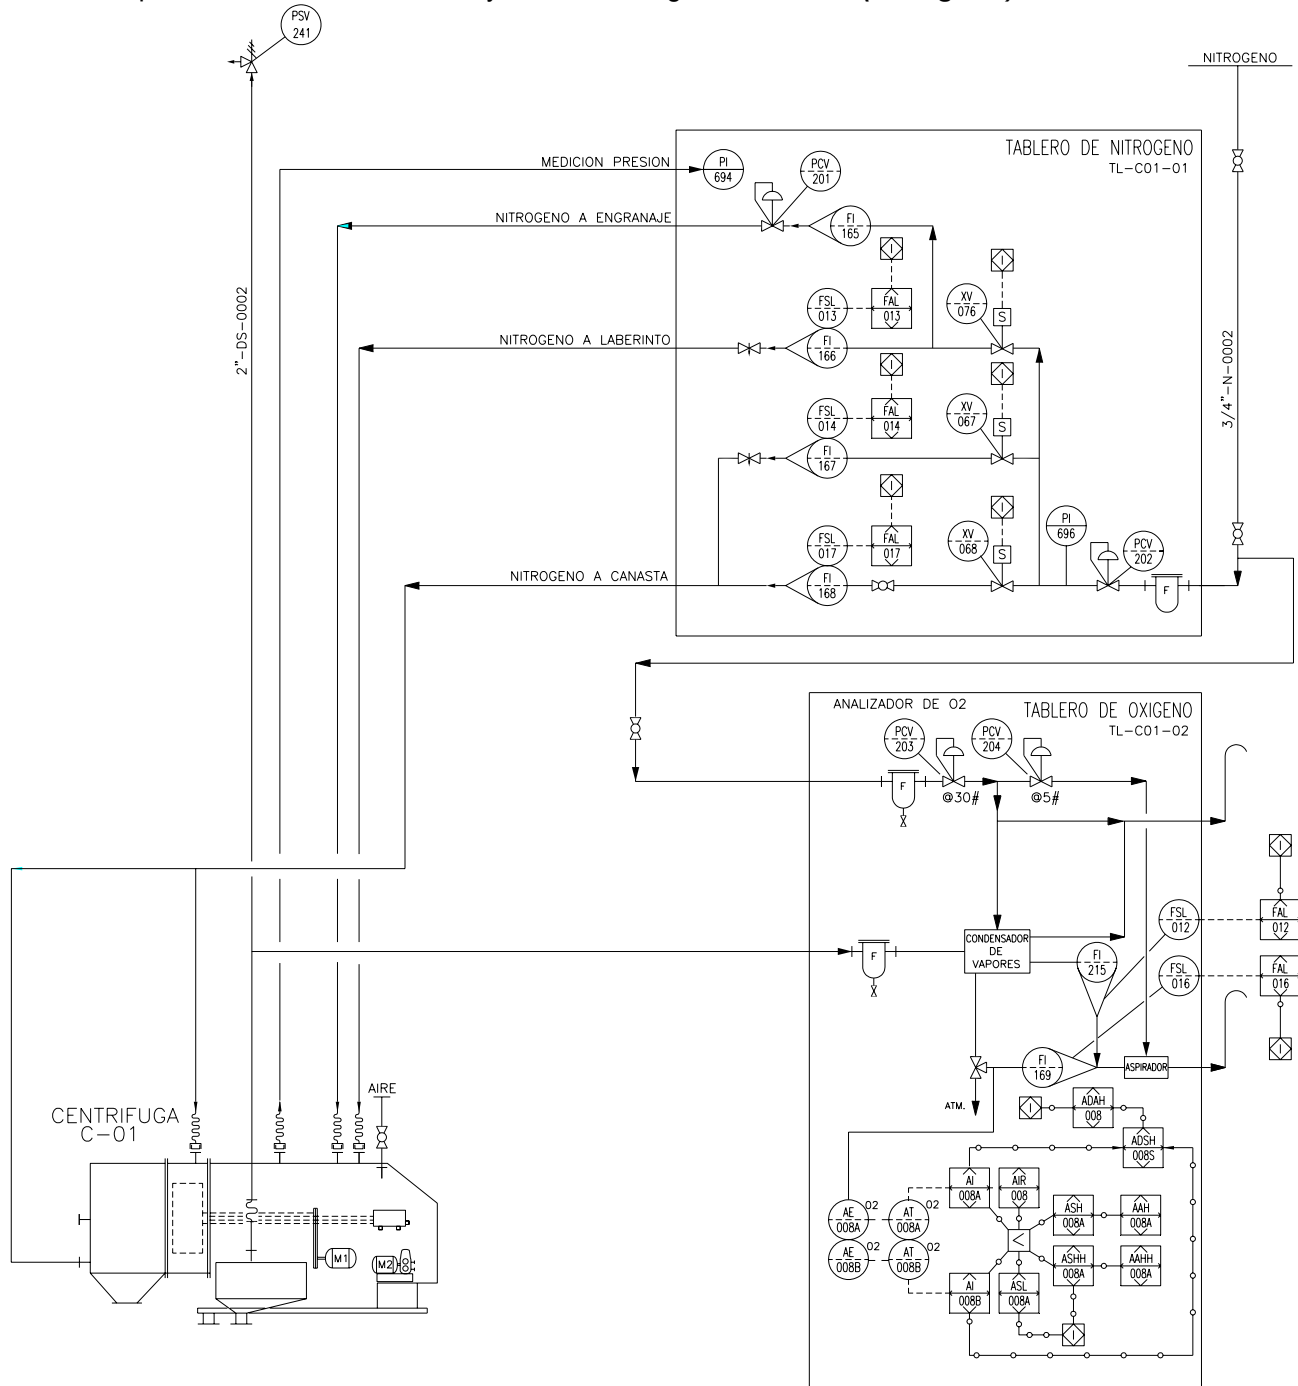 PSV
241
NITROGENO
TABLERO DE NITROGENO
TL-C01-01
MEDICION PRESION
PI
694
PCV
201
NITROGENO A ENGRANAJE
FI
165
I
I
2"-DS-0002
FSL
013
FAL
013
XV
076
S
NITROGENO A LABERINTO
FI
166
3/4"-N-0002
I
I
FSL
014
FAL
014
XV
067
S
FI
167
I
I
FSL
017
FAL
017
XV
068
S
PI
696
PCV
202
NITROGENO A CANASTA
FI
168
F
ANALIZADOR DE O2
TABLERO DE OXIGENO
TL-C01-02
PCV
203
PCV
204
F
@30#
@5#
I
FSL
012
FAL
012
CONDENSADOR
DE
VAPORES
F
FI
215
FSL
016
FAL
016
I
FI
169
ASPIRADOR
ATM.
AIRE
CENTRIFUGA
C-01
I
ADAH
008
ADSH
008S
AI
008A
AIR
008
AE
008A
O2
AT
008A
O2
ASH
008A
AAH
008A
<
AE
008B
O2
AT
008B
O2
ASHH
008A
AAHH
008A
AI
008B
ASL
008A
I
M1
M2